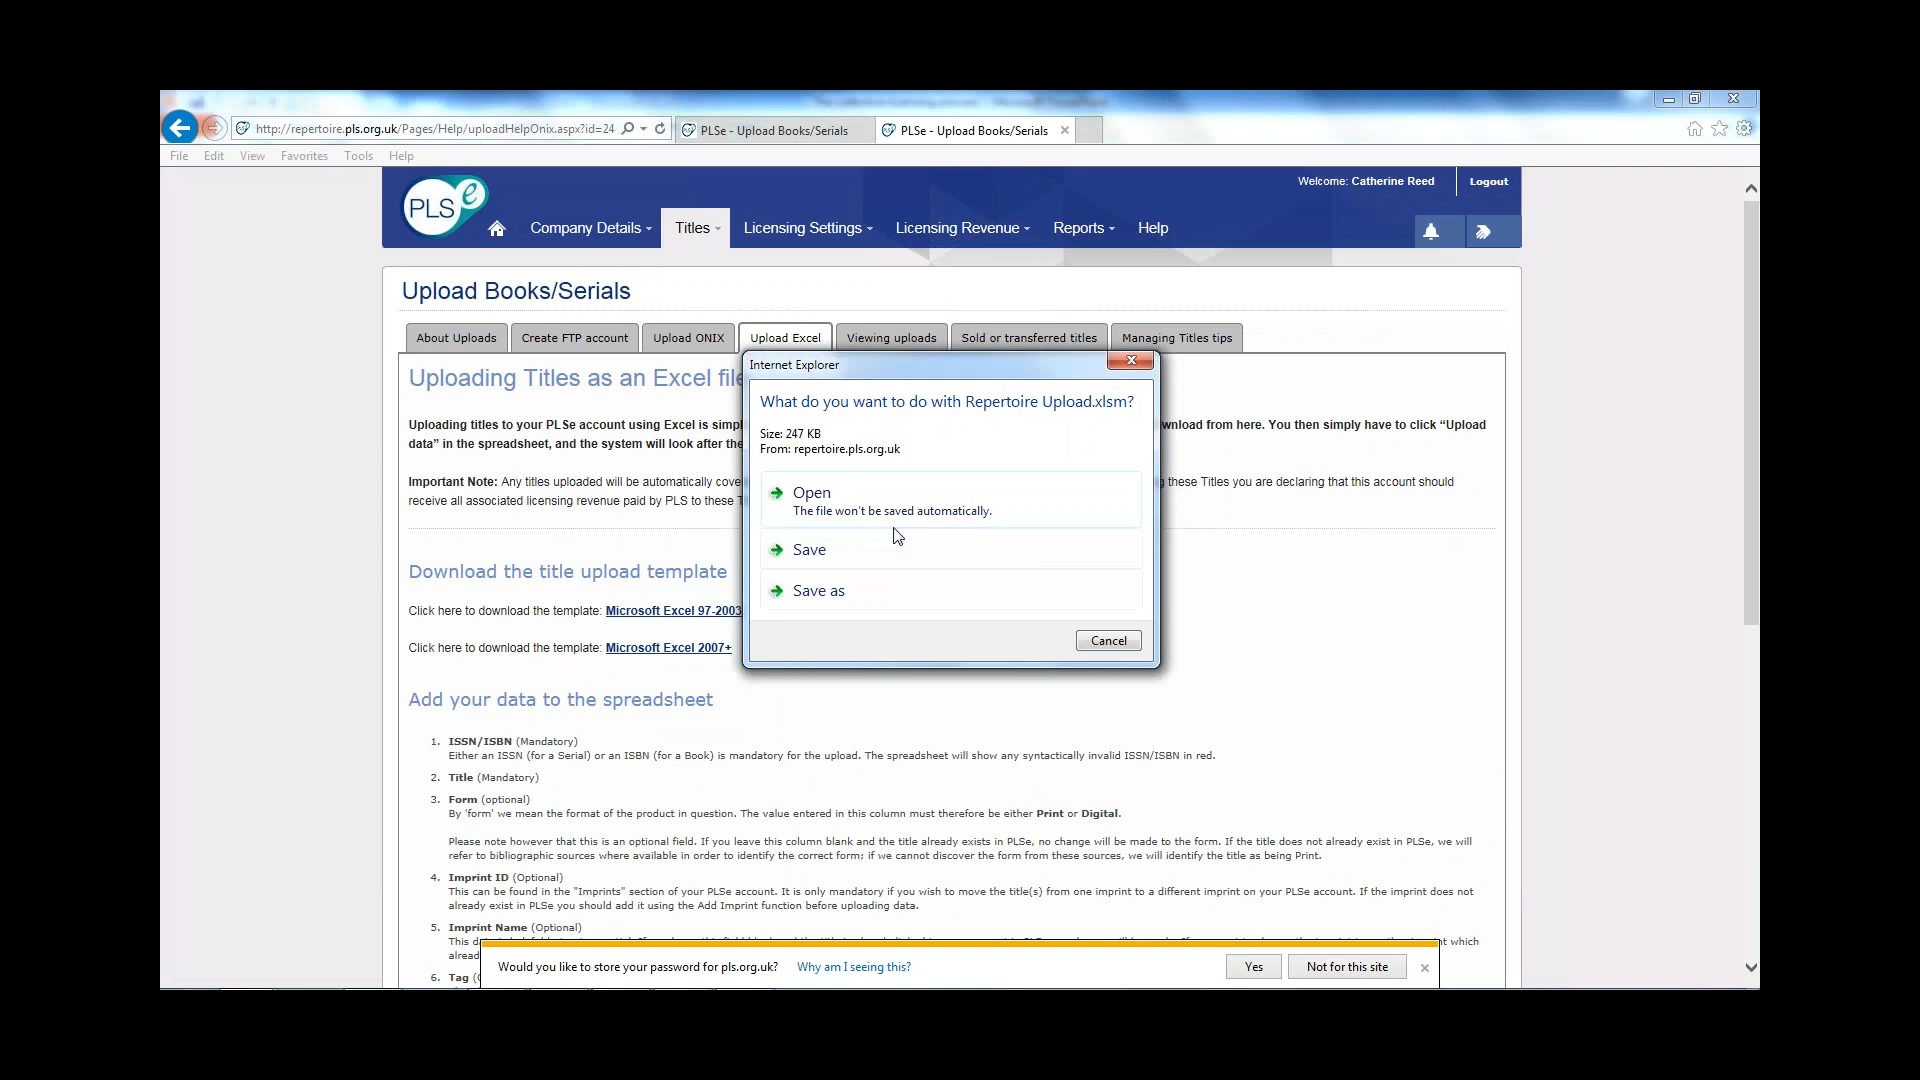 http://repertoire.pls.org.uk/Pages/Help/uploadHelpOnix.aspx?id=24
PLSe - Upload Books/Serials
PLSe - Upload Books/Serials
File Edit View Favorites Tools Help
Welcome: Catherine Reed
Logout
PLS e
Company Details
Titles
Licensing Settings
Licensing Revenue
Reports
Help
Upload Books/Serials
About Uploads
Create FTP account
Upload ONIX
Upload Excel
Viewing uploads
Sold or transferred titles
Managing Titles tips
Uploading Titles as an Excel file
Uploading titles to your PLSe account using Excel is simpl
wnload from here. You then simply have to click “Upload
data” in the spreadsheet, and the system will look after the
Important Note: Any titles uploaded will be automatically cove
g these Titles you are declaring that this account should
receive all associated licensing revenue paid by PLS to these T
Internet Explorer
What do you want to do with Repertoire Upload.xlsm?
Size: 247 KB
From: repertoire.pls.org.uk
Open
The file won't be saved automatically.
Save
Save as
Cancel
Download the title upload template
Click here to download the template: Microsoft Excel 97-2003
Click here to download the template: Microsoft Excel 2007+
Add your data to the spreadsheet
1. ISSN/ISBN (Mandatory)
Either an ISSN (for a Serial) or an ISBN (for a Book) is mandatory for the upload. The spreadsheet will show any syntactically invalid ISSN/ISBN in red.
2. Title (Mandatory)
3. Form (optional)
By 'form' we mean the format of the product in question. The value entered in this column must therefore be either Print or Digital.
Please note however that this is an optional field. If you leave this column blank and the title already exists in PLSe, no change will be made to the form. If the title does not already exist in PLSe, we will
refer to bibliographic sources where available in order to identify the correct form; if we cannot discover the form from these sources, we will identify the title as being Print.
4. Imprint ID (Optional)
This can be found in the "Imprints" section of your PLSe account. It is only mandatory if you wish to move the title(s) from one imprint to a different imprint on your PLSe account. If the imprint does not
already exist in PLSe you should add it using the Add Imprint function before uploading data.
5. Imprint Name (Optional)
which
6. Tag
Would you like to store your password for pls.org.uk?
Why am I seeing this?
Yes
Not for this site